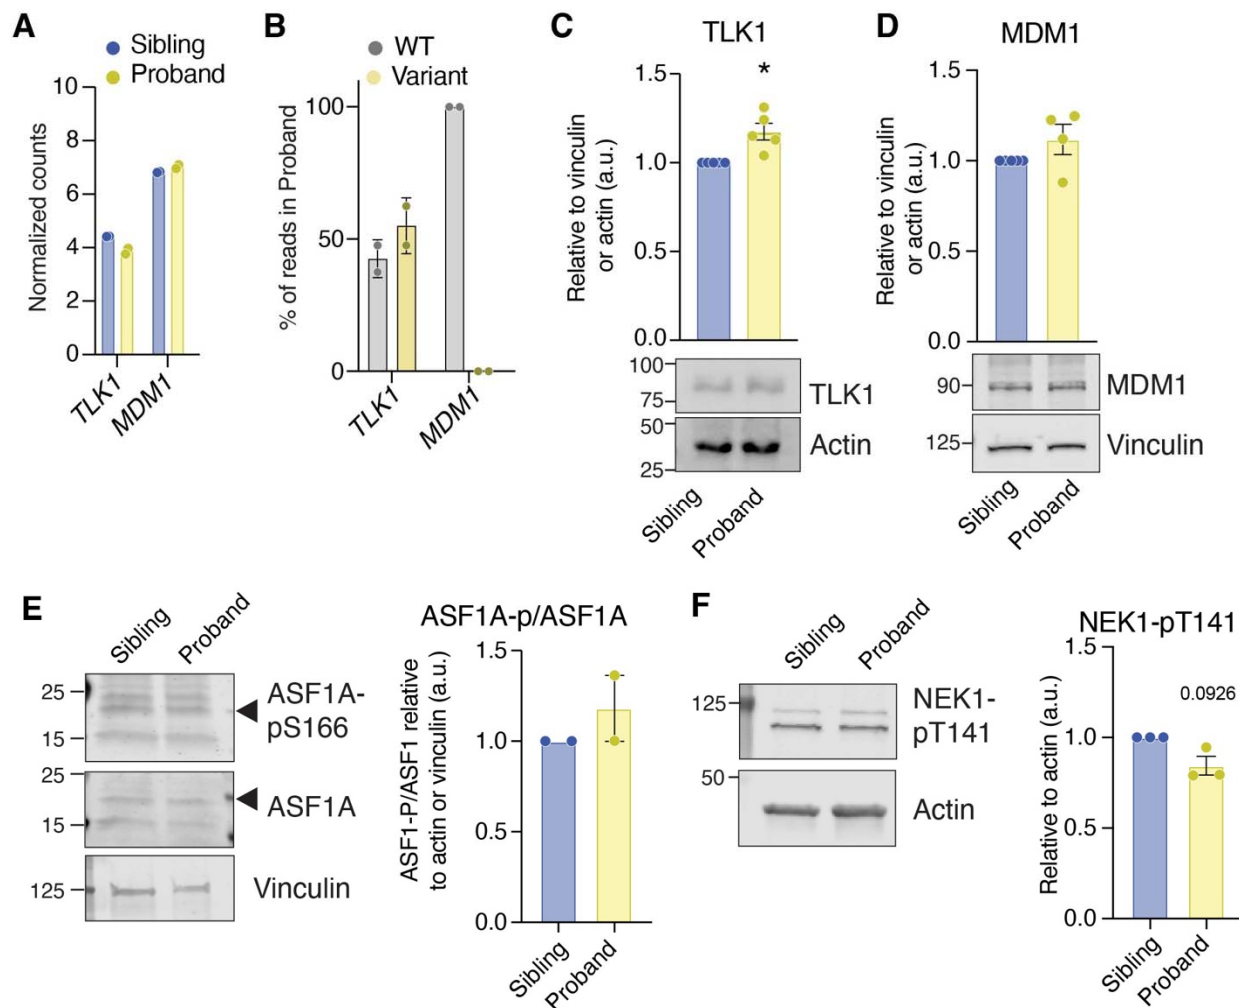 A
Sibling
Proband
Normalized counts
10
8
6
4
2
0
TLK1
MDM1
B
WT
Variant
% of reads in Proband
100
50
0
TLK1
MDM1
C
TLK1
*
Relative to vinculin
or actin (a.u.)
1.5
1.0
0.5
0.0
100
75
TLK1
50
25
Actin
Sibling
Proband
D
MDM1
Relative to vinculin
or actin (a.u.)
1.5
1.0
0.5
0.0
90
MDM1
125
Vinculin
Sibling
Proband
E
Sibling
Proband
25
15
ASF1A-
pS166
25
15
ASF1A
125
Vinculin
ASF1A-p/ASF1A
ASF1-P/ASF1 relative
to actin or vinculin (a.u.)
1.5
1.0
0.5
0.0
Sibling
Proband
F
Sibling
Proband
125
NEK1-
pT141
50
Actin
NEK1-pT141
Relative to actin (a.u.)
1.5
1.0
0.5
0.0
0.0926
Sibling
Proband